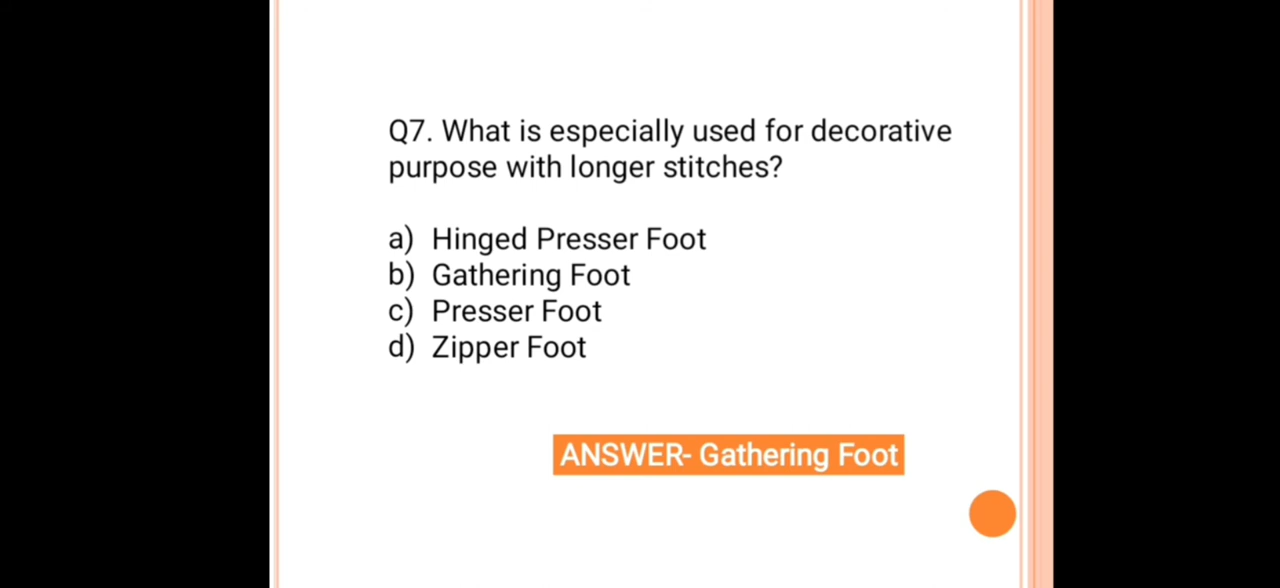 Q7. What is especially used for decorative
purpose with longer stitches?
a) Hinged Presser Foot
b) Gathering Foot
c) Presser Foot
d) Zipper Foot
ANSWER- Gathering Foot